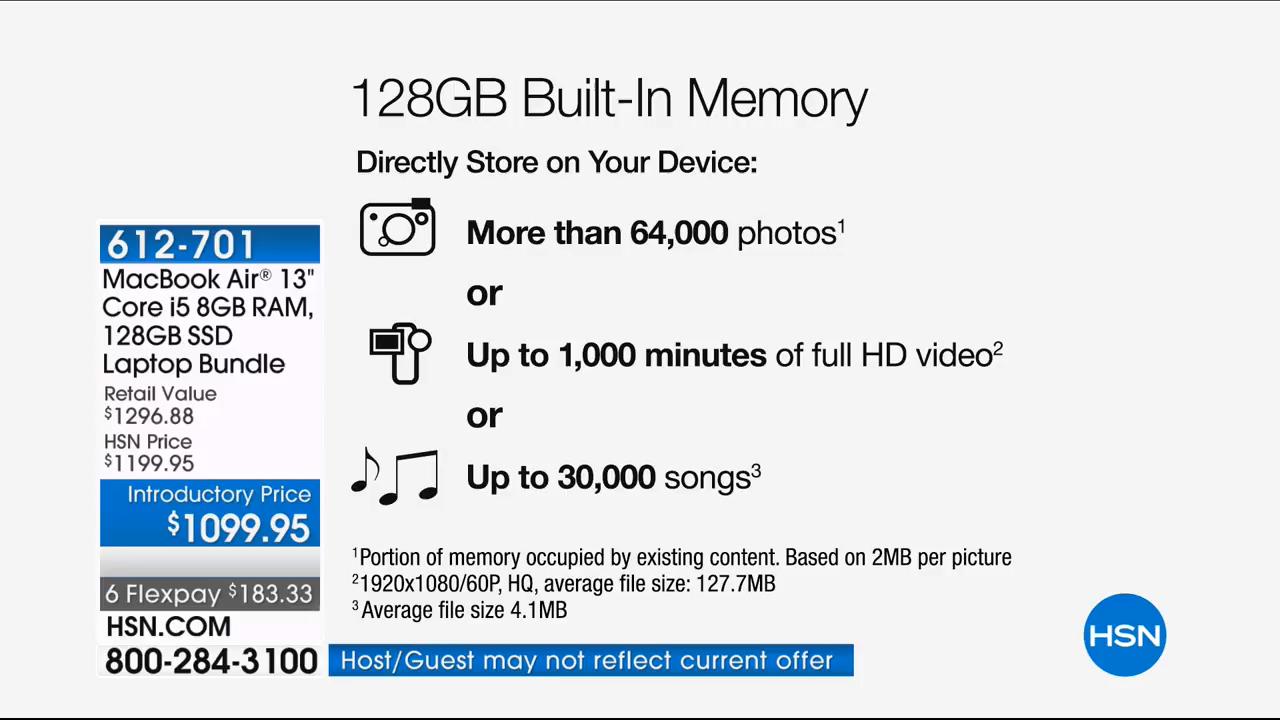 128GB Built-In Memory
Directly Store on Your Device:
More than 64,000 photos¹
or
Up to 1,000 minutes of full HD video²
or
Up to 30,000 songs³
¹Portion of memory occupied by existing content. Based on 2MB per picture
²1920x1080/60P, HQ, average file size: 127.7MB
³Average file size 4.1MB
612-701
MacBook Air® 13"
Core i5 8GB RAM,
128GB SSD
Laptop Bundle
Retail Value
$1296.88
HSN Price
$1199.95
Introductory Price
$1099.95
6 Flexpay $183.33
HSN.COM
800-284-3100
Host/Guest may not reflect current offer
HSN